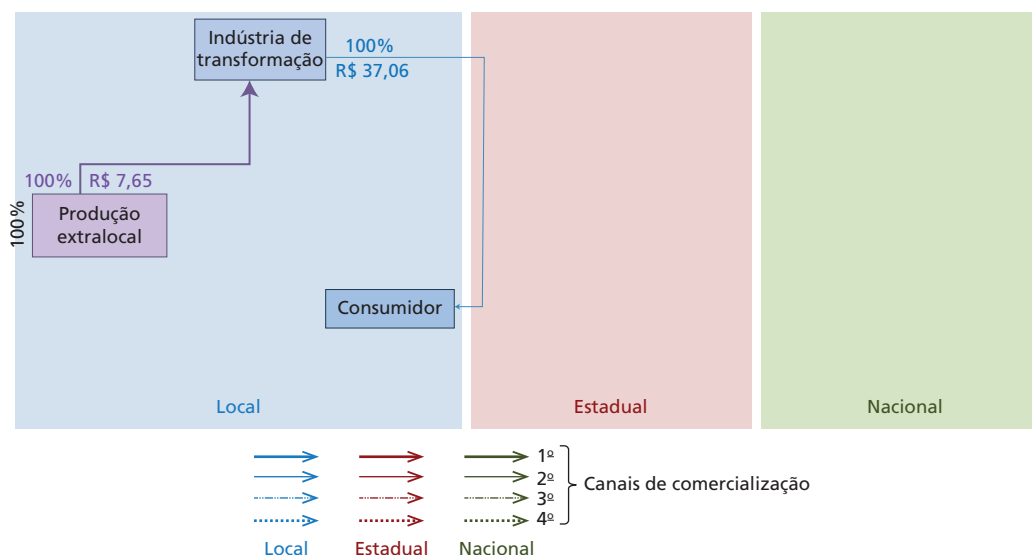 Indústria de
transformação
100%
R$ 37,06
100% R$ 7,65
100%
Produção
extralocal
Consumidor
Local
Estadual
Nacional
1º
2º
3º
4º
Canais de comercialização
Local
Estadual
Nacional